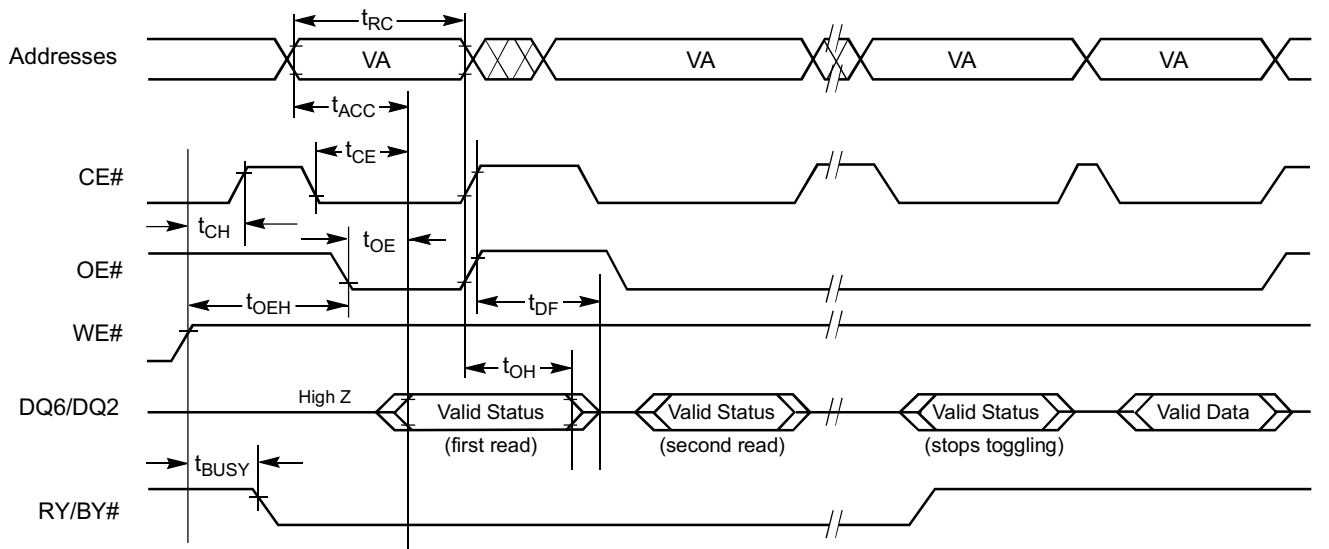 tRC
Addresses VA VA VA VA
tACC
tCE
CE#
tCH tOE
OE#
tOEH tDF
WE#
tOH
DQ6/DQ2 High Z Valid Status Valid Status Valid Status Valid Data
(first read) (second read) (stops toggling)
tBUSY
RY/BY#